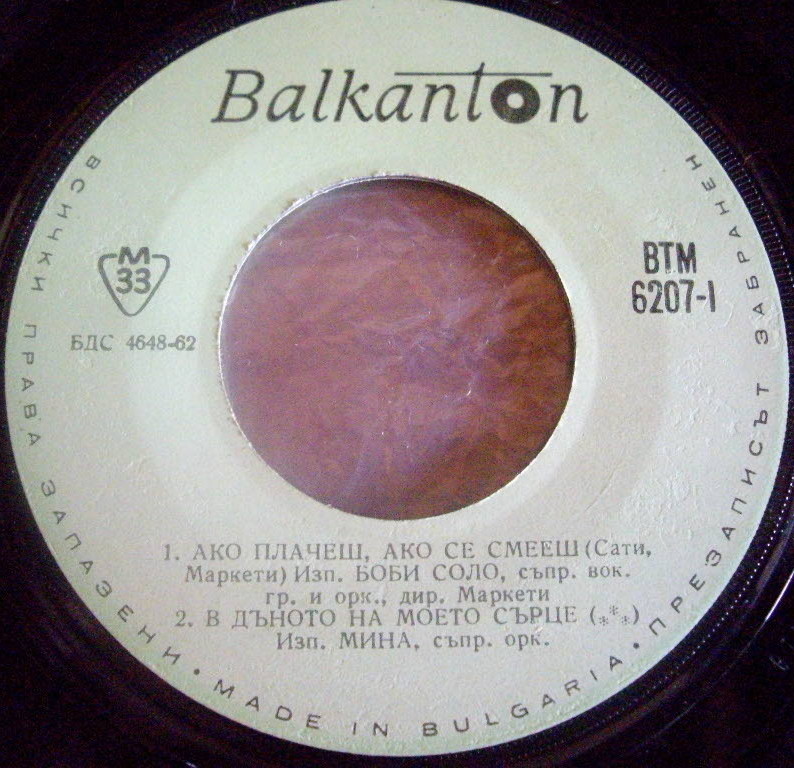 Balkanton
ВСИЧКИ ПРАВА ЗАПАЗЕНИ • MADE IN BULGARIA • ПРЕЗАПИСЪТ ЗАБРАНЕН
М
33
БДС 4648-62
ВТМ
6207-I
1. АКО ПЛАЧЕШ, АКО СЕ СМЕЕШ (Сати,
Маркети) Изп. БОБИ СОЛО, съпр. вок.
гр. и орк., дир. Маркети
2. В ДЪНОТО НА МОЕТО СЪРЦЕ (***)
Изп. МИНА, съпр. орк.